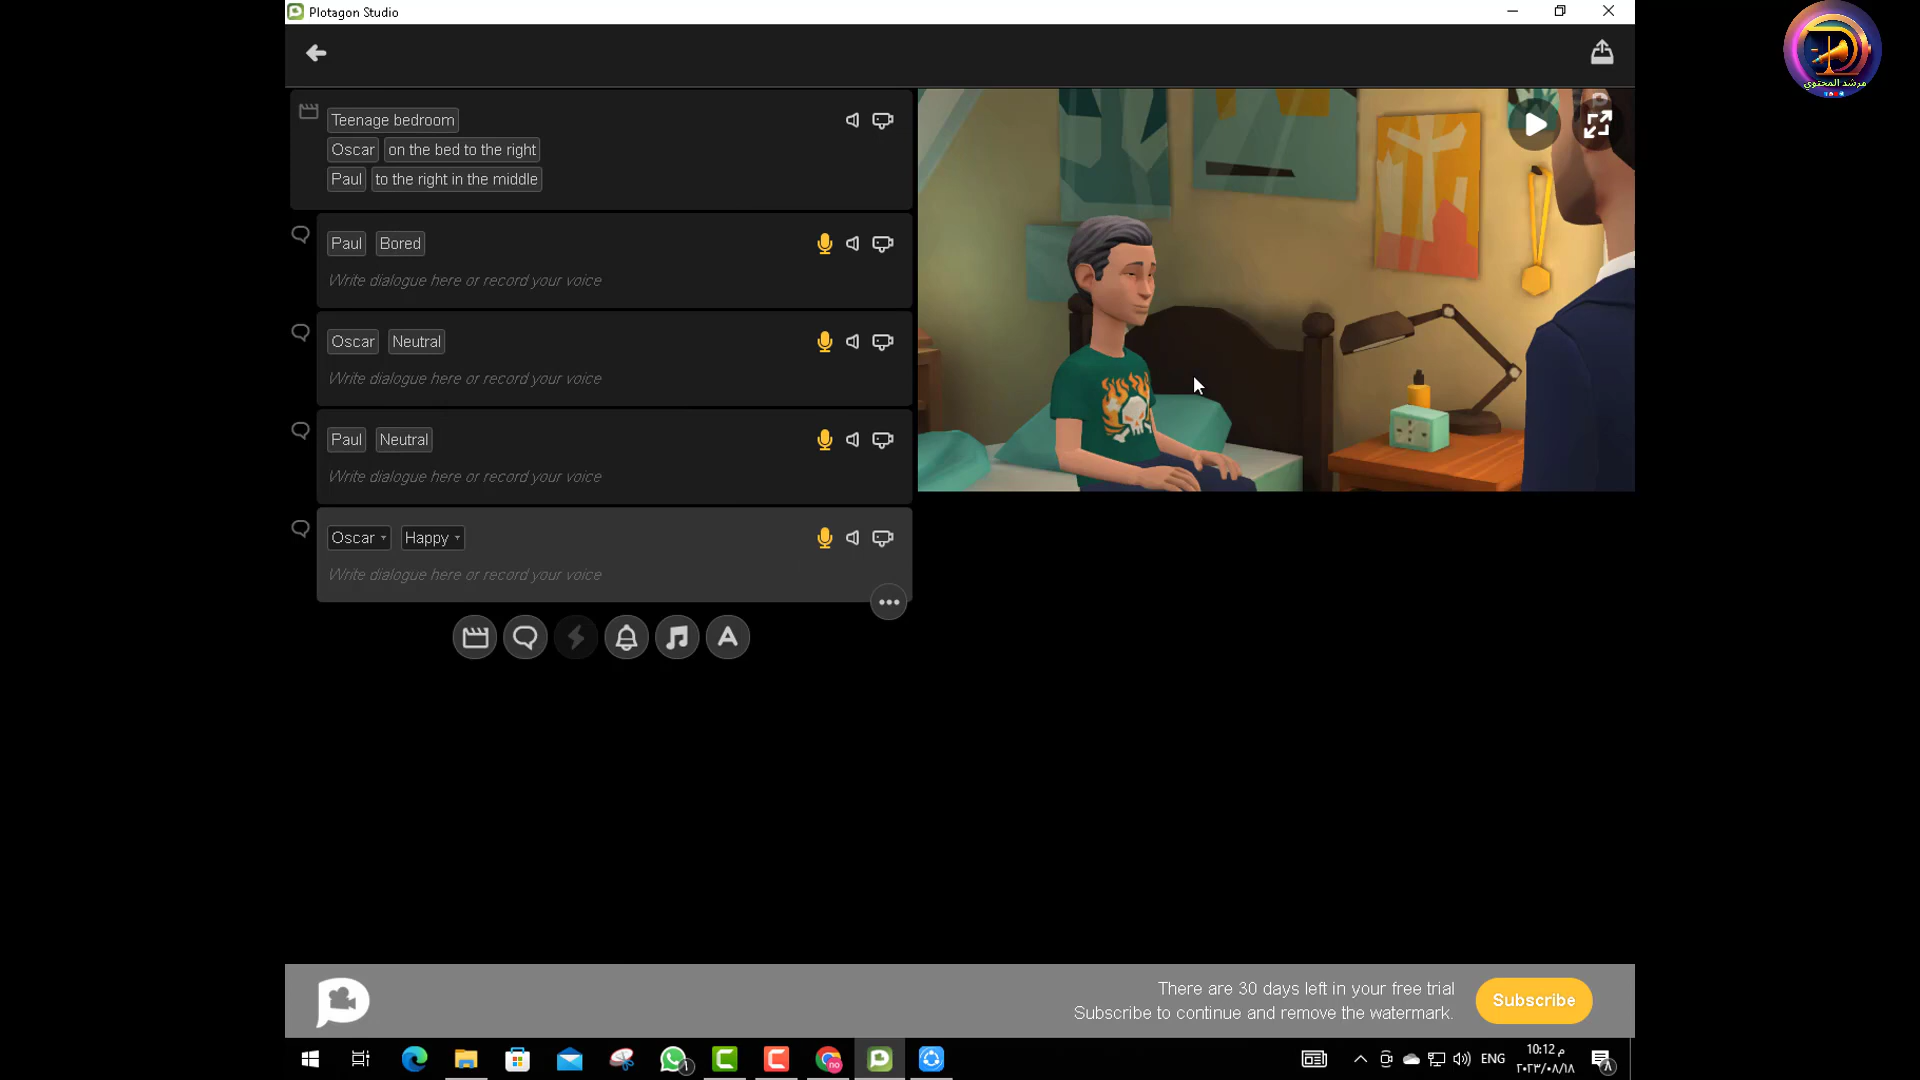 Plotagon Studio
مرشد المحتوي
Teenage bedroom
Oscar on the bed to the right
Paul to the right in the middle
Paul Bored
Write dialogue here or record your voice
Oscar Neutral
Write dialogue here or record your voice
Paul Neutral
Write dialogue here or record your voice
Oscar Happy
Write dialogue here or record your voice
There are 30 days left in your free trial
Subscribe to continue and remove the watermark.
Subscribe
ENG
10:12 م
٢٠٢٣/٠٨/١٨